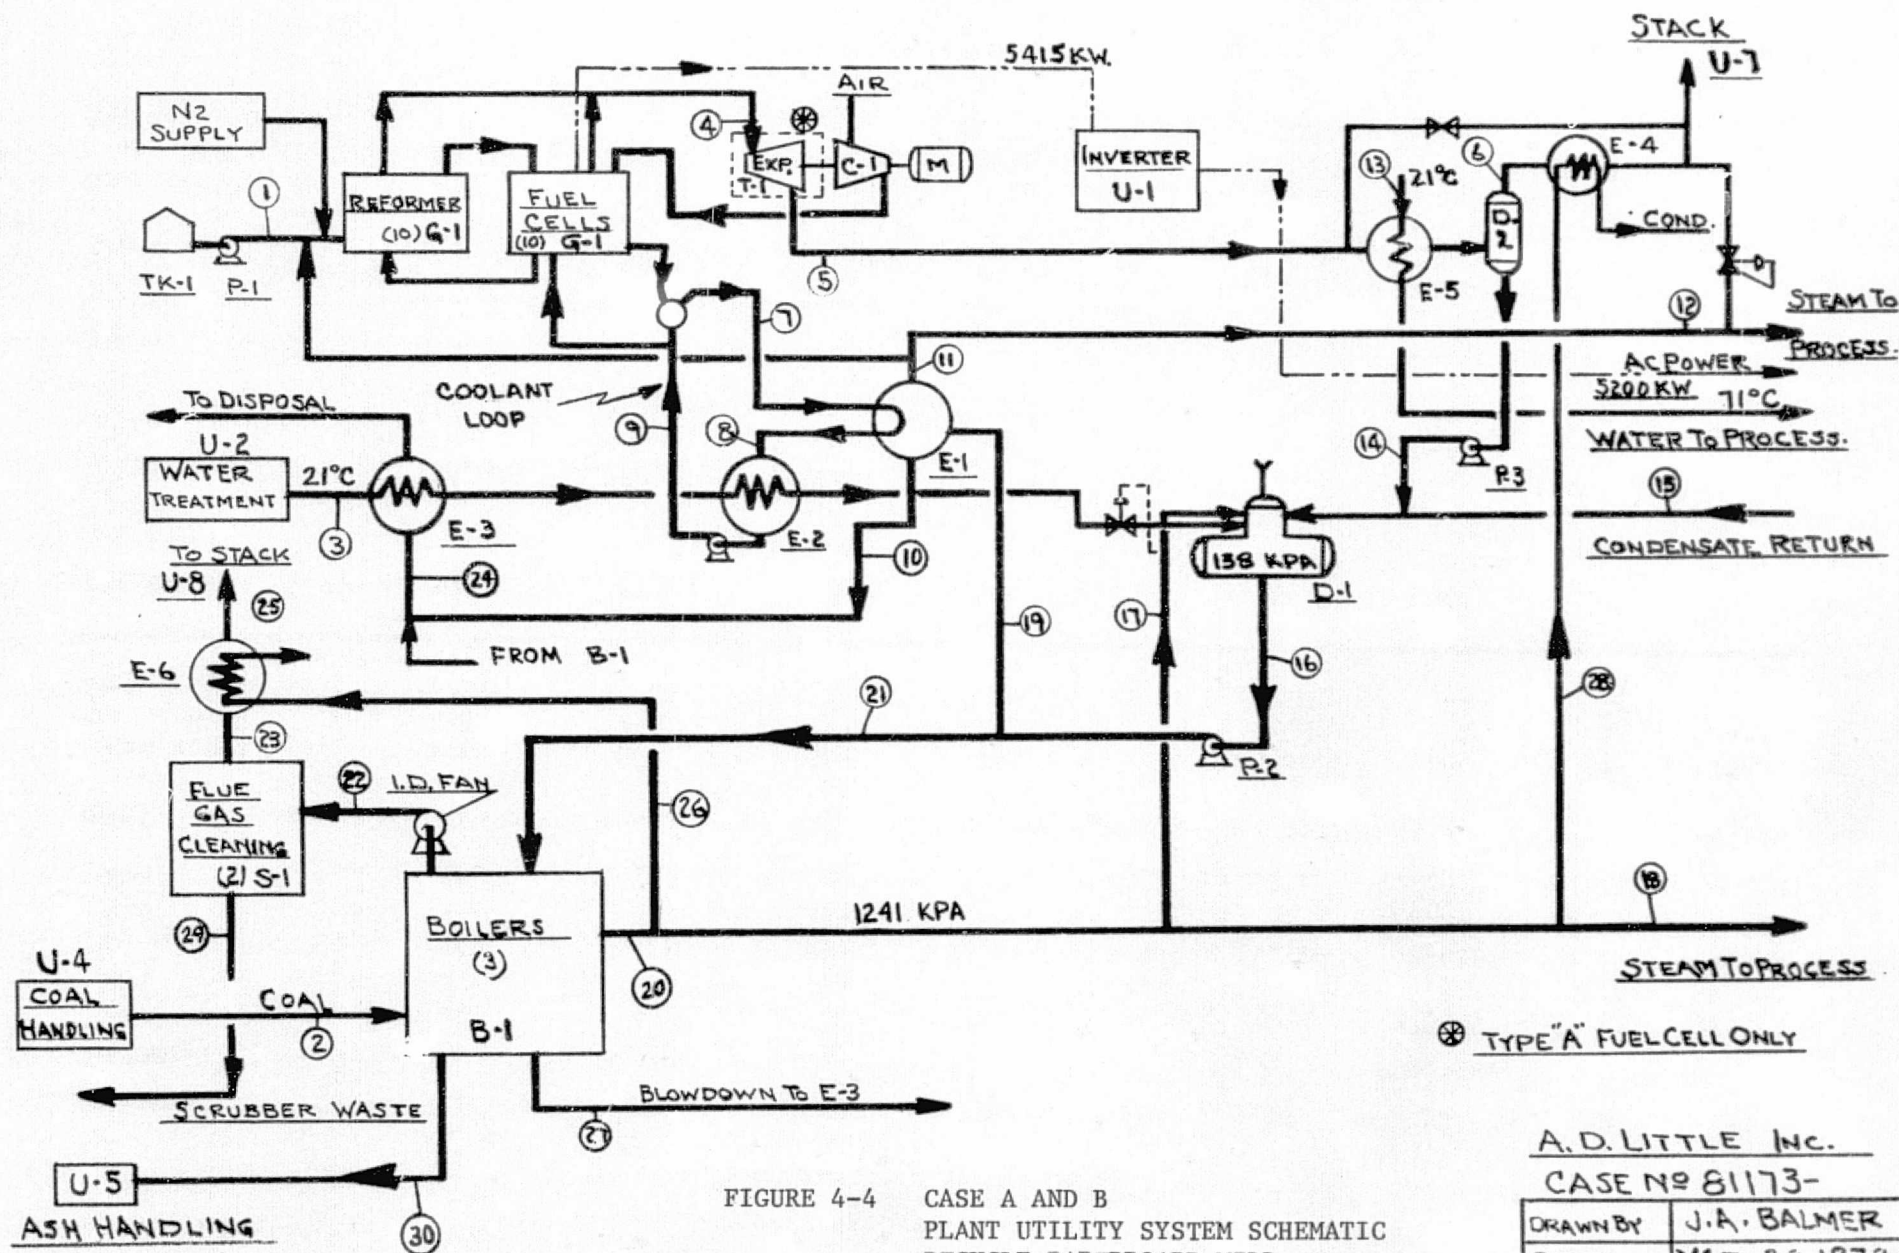 STACK
U-7
5415 KW.
AIR
N2
SUPPLY
4
EXP.
T-1
C-1
M
INVERTER
U-1
13
21°C
6
E-4
D-2
COND.
1
REFORMER
(10) G-1
FUEL
CELLS
(10) G-1
TK-1
P-1
5
E-5
7
12
STEAM TO
PROCESS.
11
AC POWER
5200 KW
71°C
WATER TO PROCESS.
COOLANT
LOOP
TO DISPOSAL
9
8
E-1
14
P-3
U-2
WATER
TREATMENT
21°C
3
E-3
E-2
15
CONDENSATE RETURN
138 KPA
D-1
TO STACK
U-8
25
24
10
17
19
16
E-6
FROM B-1
23
21
28
P-2
FLUE
GAS
CLEANING
(2) S-1
22
I.D. FAN
26
1241 KPA
18
STEAM TO PROCESS
29
BOILERS
(3)
B-1
20
U-4
COAL
HANDLING
COAL
2
TYPE "A" FUEL CELL ONLY
SCRUBBER WASTE
BLOWDOWN TO E-3
27
U-5
ASH HANDLING
30
FIGURE 4-4 CASE A AND B
PLANT UTILITY SYSTEM SCHEMATIC
A.D. LITTLE INC.
CASE Nº 81173-
DRAWN BY J.A. BALMER